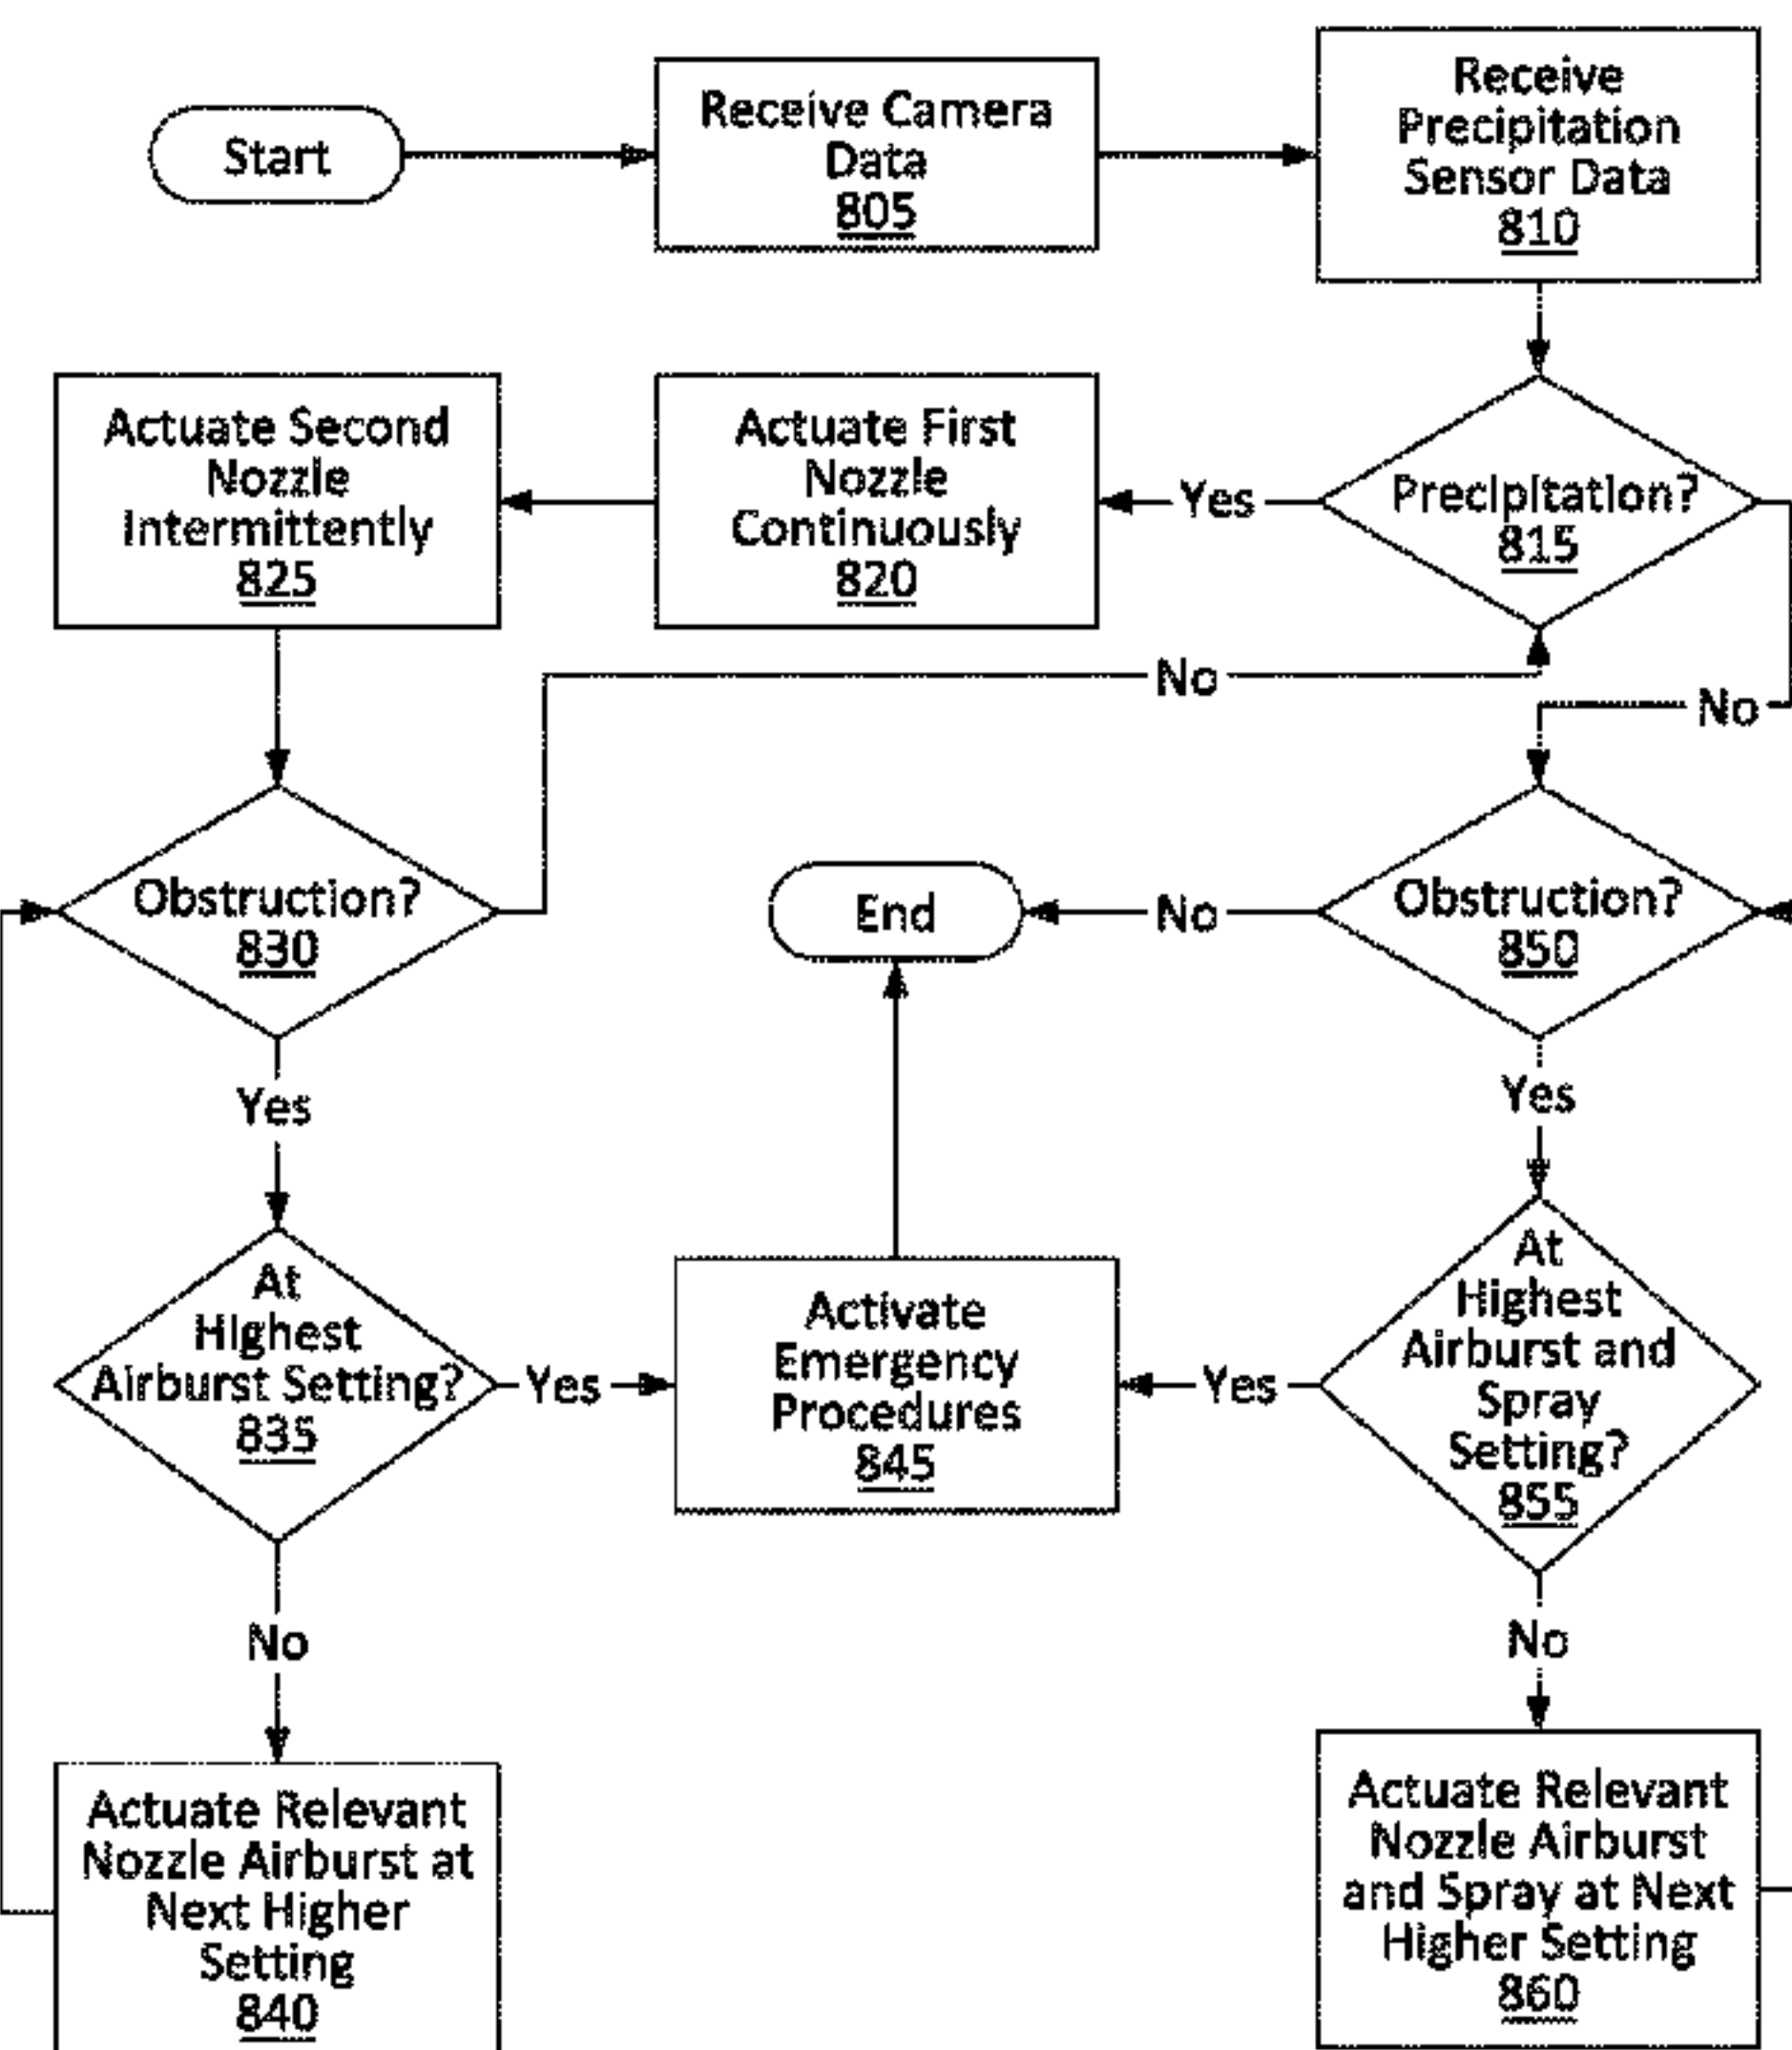 Start
Receive Camera
Data
805
Receive
Precipitation
Sensor Data
810
Precipitation?
815
Yes
No
Actuate First
Nozzle
Continuously
820
Actuate Second
Nozzle
Intermittently
825
Obstruction?
830
No
Yes
At
Highest
Airburst Setting?
835
Yes
No
Actuate Relevant
Nozzle Airburst at
Next Higher
Setting
840
Activate
Emergency
Procedures
845
End
Obstruction?
850
No
Yes
At
Highest
Airburst and
Spray
Setting?
855
Yes
No
Actuate Relevant
Nozzle Airburst
and Spray at Next
Higher Setting
860